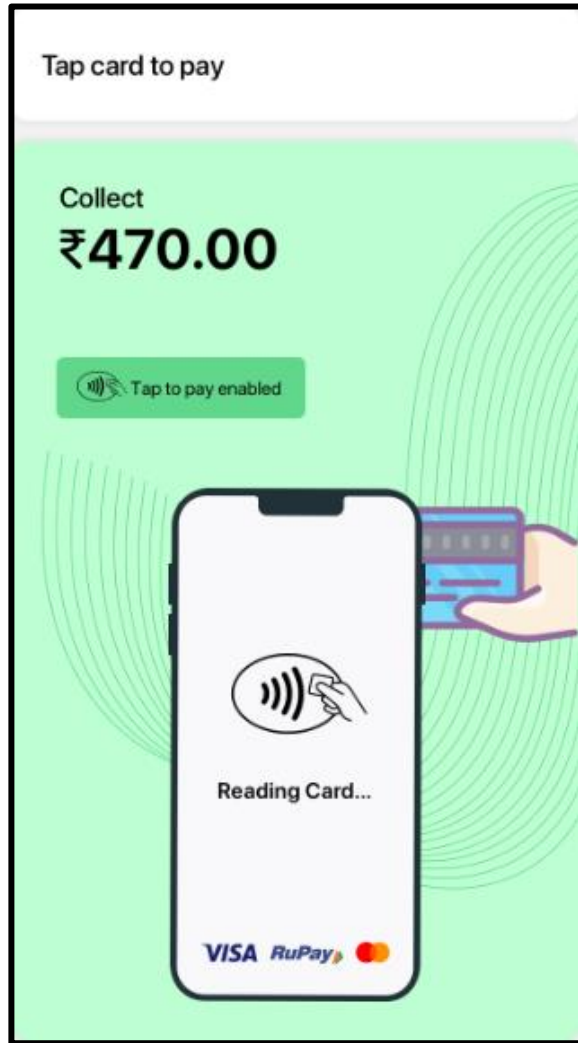 Tap card to pay
Collect
₹470.00
Tap to pay enabled
Reading Card...
VISA RuPay